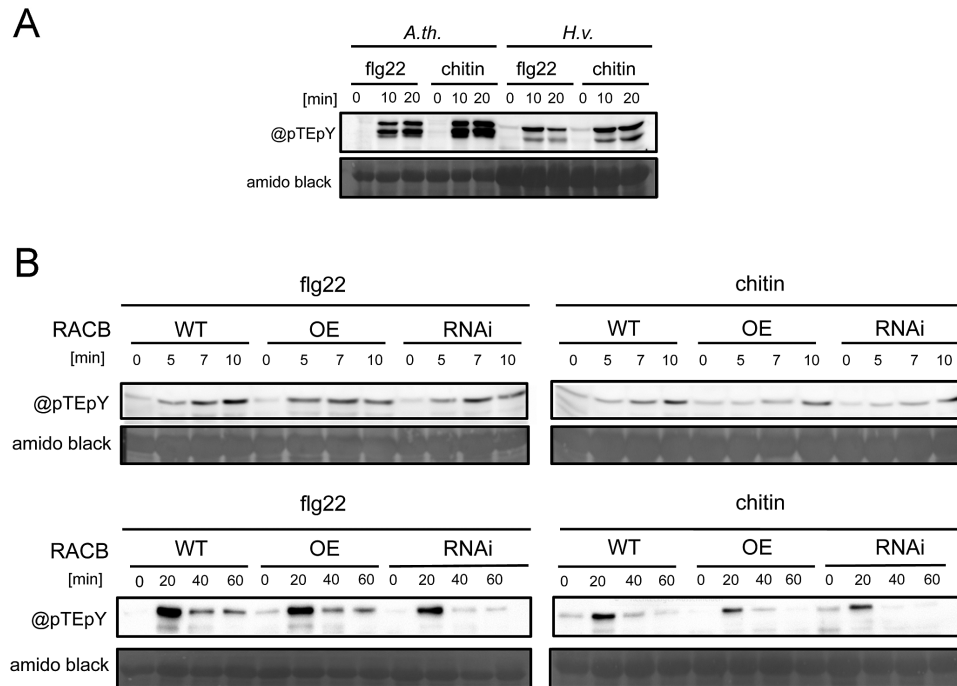 A
A.th. H.v.
flg22 chitin flg22 chitin
[min] 0 10 20 0 10 20 0 10 20 0 10 20
@pTEpY
amido black
B
flg22 chitin
RACB WT OE RNAi WT OE RNAi
[min] 0 5 7 10 0 5 7 10 0 5 7 10 0 5 7 10 0 5 7 10 0 5 7 10
@pTEpY
amido black
flg22 chitin
RACB WT OE RNAi WT OE RNAi
[min] 0 20 40 60 0 20 40 60 0 20 40 60 0 20 40 60 0 20 40 60 0 20 40 60
@pTEpY
amido black